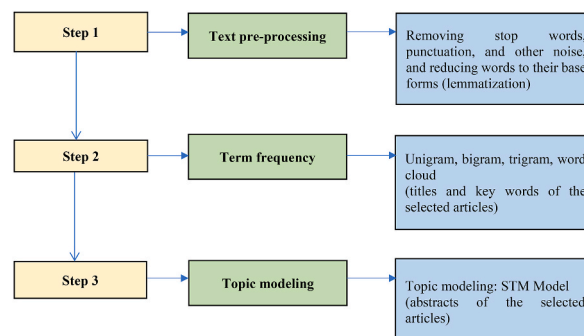 Step 1
Text pre-processing
Removing stop words,
punctuation, and other noise,
and reducing words to their base
forms (lemmatization)
Step 2
Term frequency
Unigram, bigram, trigram, word
cloud
(titles and key words of the
selected articles)
Step 3
Topic modeling
Topic modeling: STM Model
(abstracts of the selected
articles)